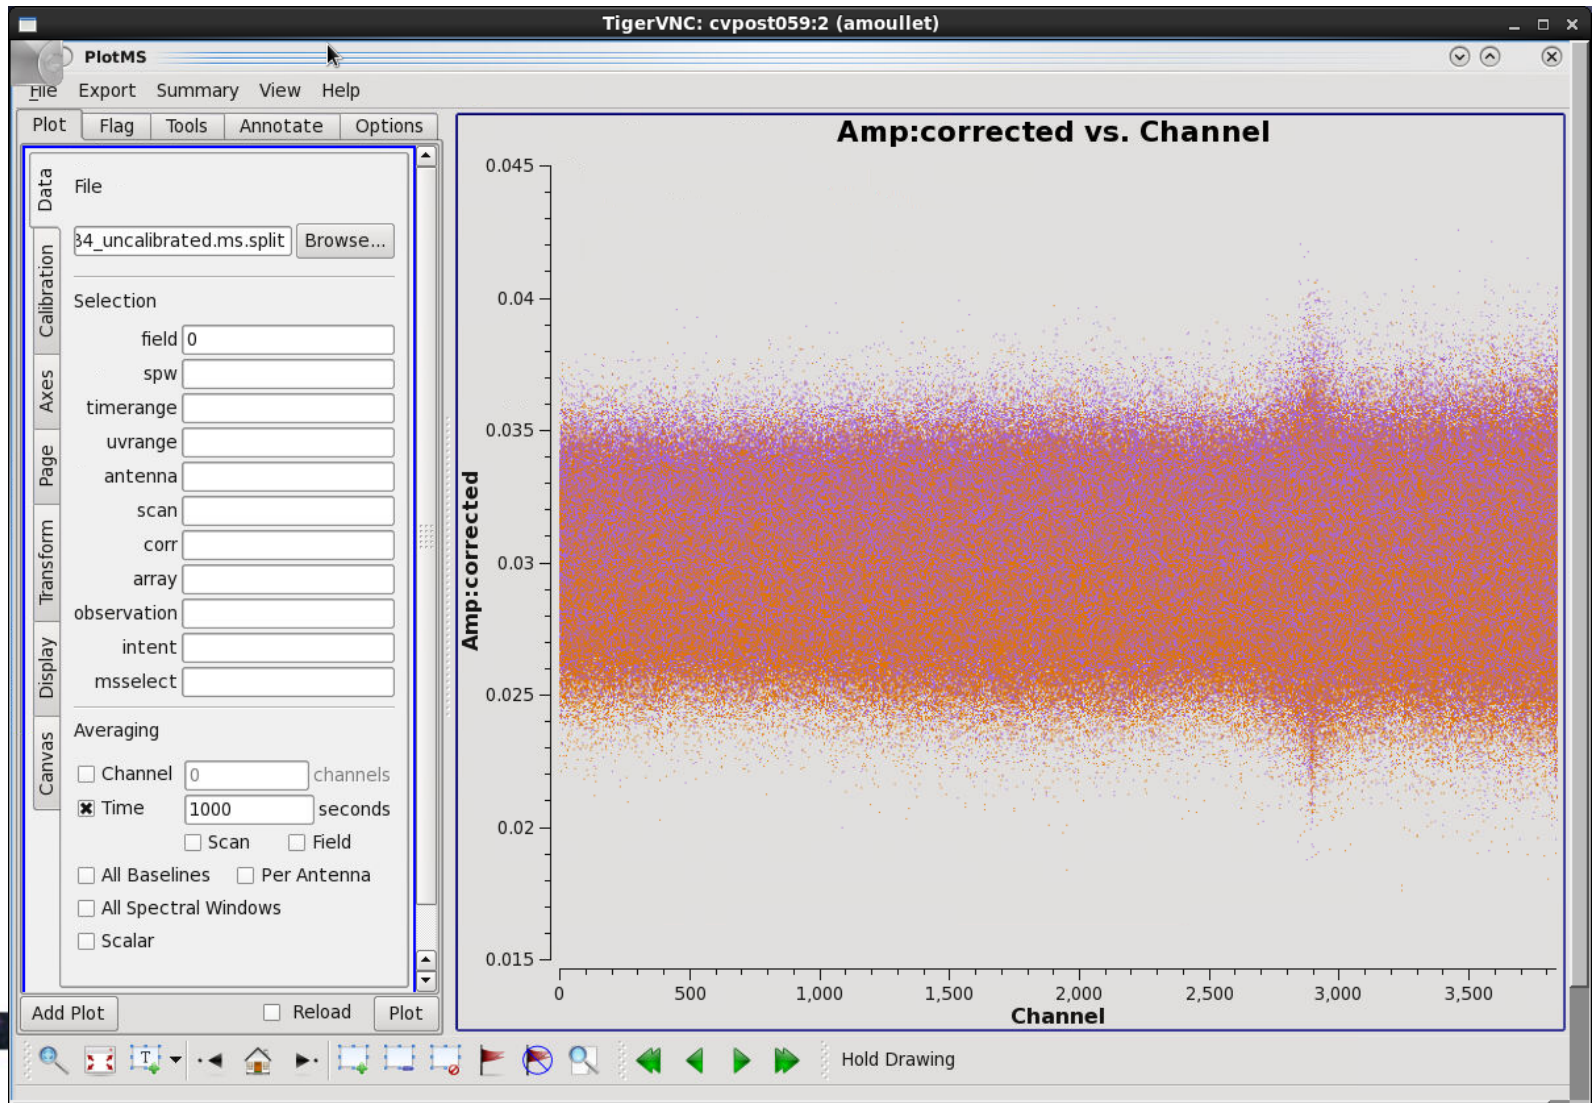 TigerVNC: cvpost059:2 (amoullet)
PlotMS
File Export Summary View Help
Plot Flag Tools Annotate Options
Data
Calibration
Axes
Page
Transform
Display
Canvas
File
34_uncalibrated.ms.split Browse...
Selection
field 0
spw
timerange
uvrange
antenna
scan
corr
array
observation
intent
msselect
Averaging
Channel 0 channels
Time 1000 seconds
Scan Field
All Baselines Per Antenna
All Spectral Windows
Scalar
Add Plot Reload Plot
Amp:corrected vs. Channel
Amp:corrected
0.045
0.04
0.035
0.03
0.025
0.02
0.015
0 500 1,000 1,500 2,000 2,500 3,000 3,500
Channel
T
Hold Drawing